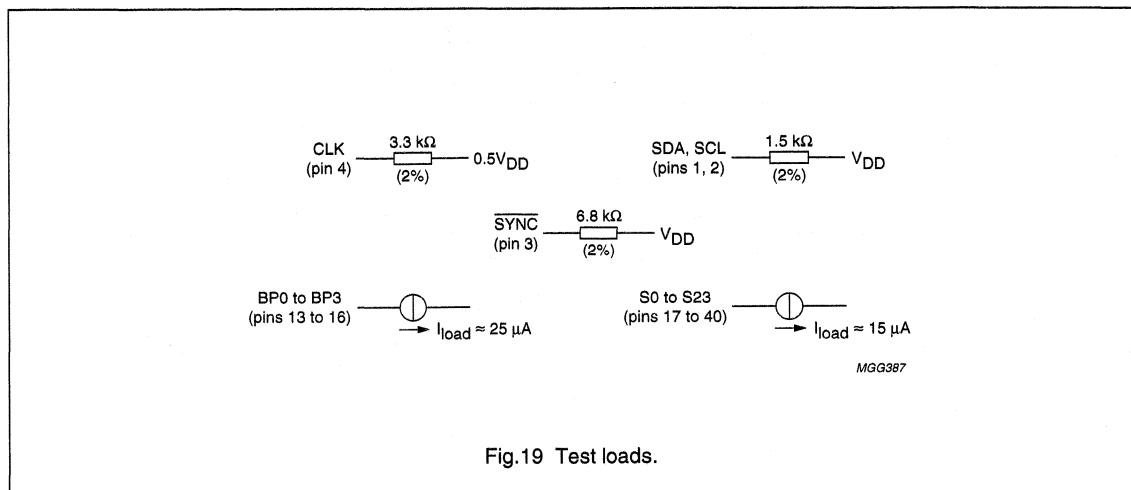 CLK
(pin 4)
3.3 kΩ
(2%)
0.5V_DD
SDA, SCL
(pins 1, 2)
1.5 kΩ
(2%)
V_DD
S̅Y̅N̅C̅
(pin 3)
6.8 kΩ
(2%)
V_DD
BP0 to BP3
(pins 13 to 16)
I_load ≈ 25 µA
S0 to S23
(pins 17 to 40)
I_load ≈ 15 µA
MGG387
Fig.19 Test loads.